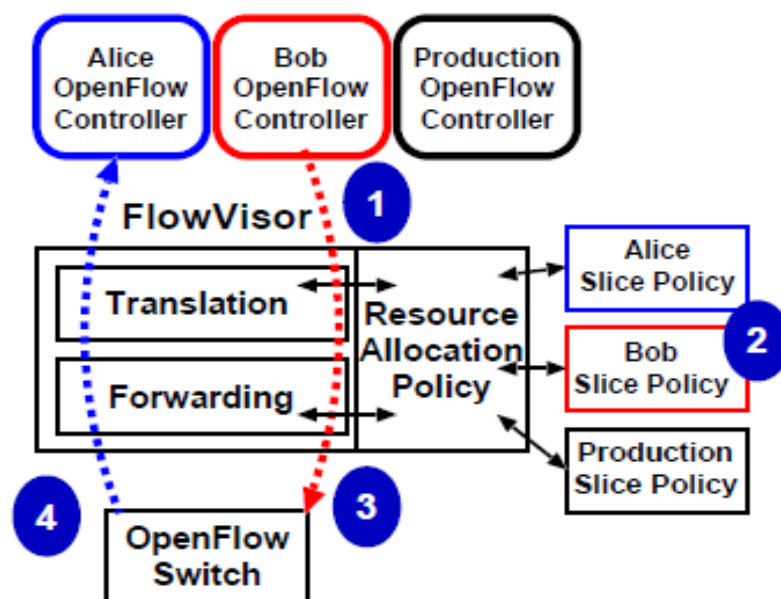 Alice
OpenFlow
Controller
Bob
OpenFlow
Controller
Production
OpenFlow
Controller
1
FlowVisor
Translation
Forwarding
Resource
Allocation
Policy
Alice
Slice Policy
Bob
Slice Policy
2
Production
Slice Policy
4
3
OpenFlow
Switch